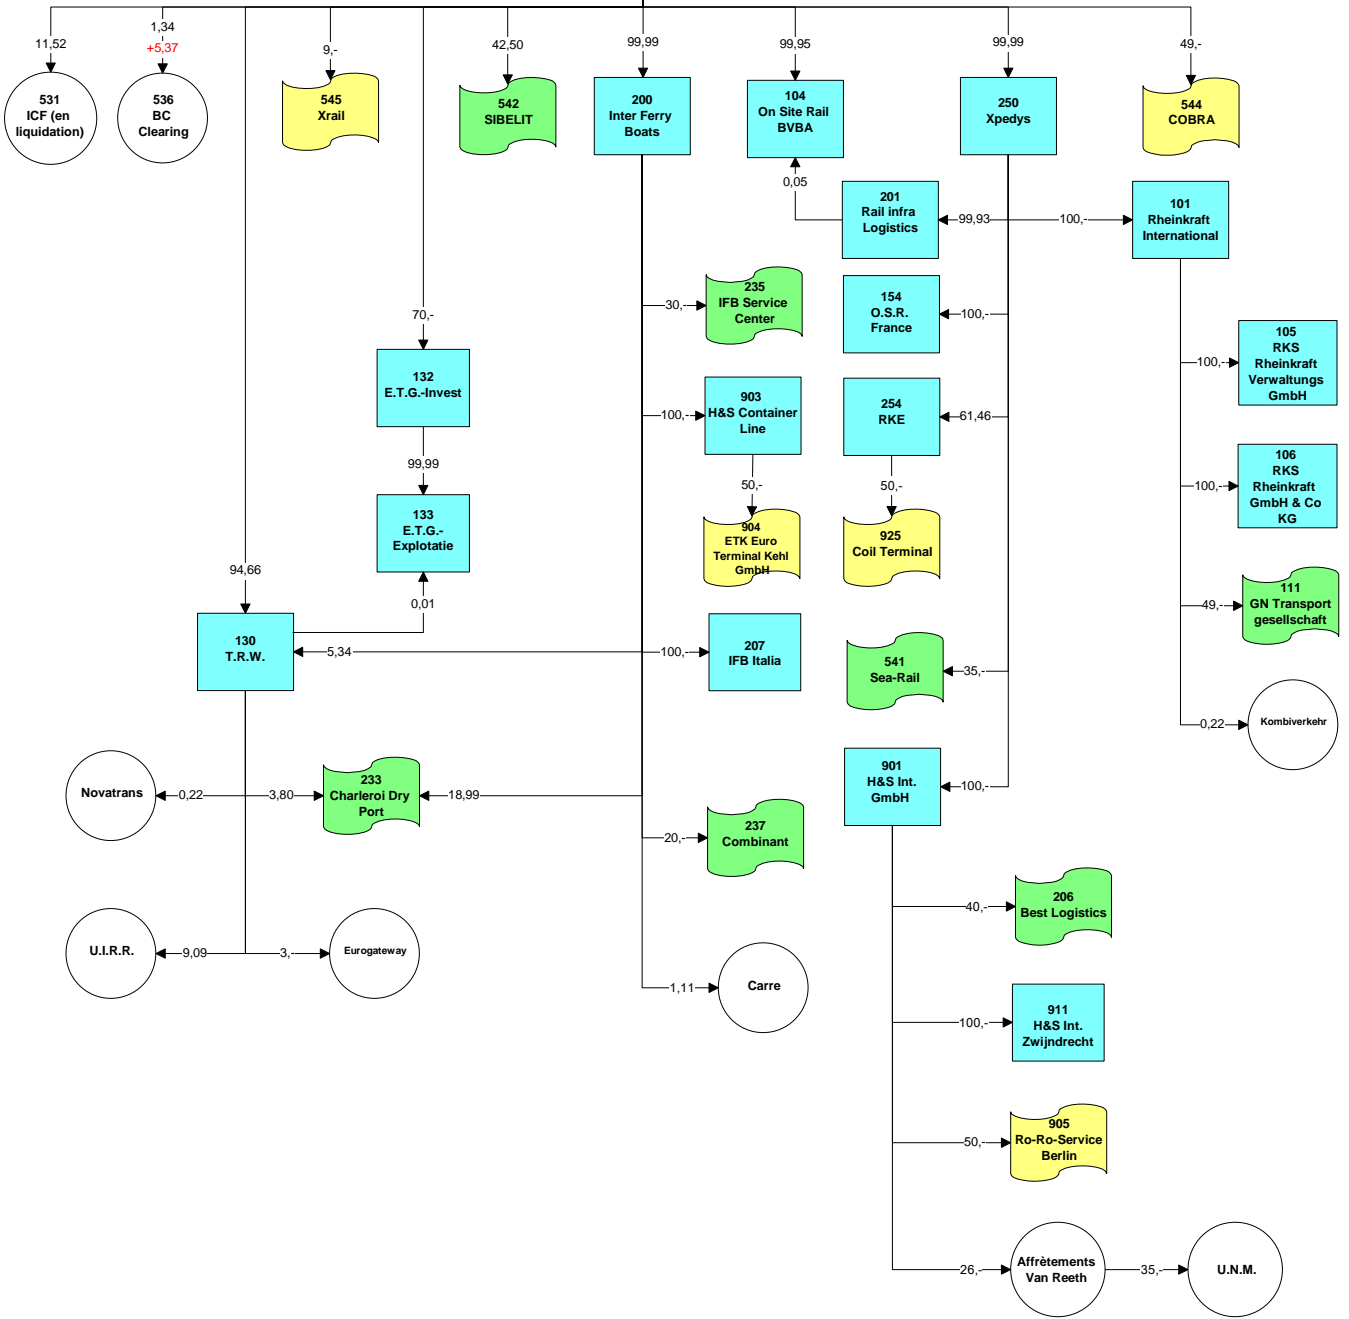 11,52
1,34
+5,37
9,-
42,50
99,99
99,95
99,99
49,-
531
ICF (en
liquidation)
536
BC
Clearing
545
Xrail
542
SIBELIT
200
Inter Ferry
Boats
104
On Site Rail
BVBA
250
Xpedys
544
COBRA
0,05
201
Rail infra
Logistics
99,93
100,-
101
Rheinkraft
International
30,-
235
IFB Service
Center
154
O.S.R.
France
100,-
70,-
132
E.T.G.-Invest
100,-
105
RKS
Rheinkraft
Verwaltungs
GmbH
100,-
903
H&S Container
Line
254
RKE
61,46
99,99
50,-
50,-
100,-
106
RKS
Rheinkraft
GmbH & Co
KG
133
E.T.G.-
Explotatie
904
ETK Euro
Terminal Kehl
GmbH
925
Coil Terminal
94,66
0,01
49,-
111
GN Transport
gesellschaft
130
T.R.W.
5,34
100,-
207
IFB Italia
541
Sea-Rail
35,-
0,22
Kombiverkehr
Novatrans
0,22
3,80
233
Charleroi Dry
Port
18,99
901
H&S Int.
GmbH
100,-
20,-
237
Combinant
40,-
206
Best Logistics
U.I.R.R.
9,09
3,-
Eurogateway
1,11
Carre
100,-
911
H&S Int.
Zwijndrecht
50,-
905
Ro-Ro-Service
Berlin
26,-
Affrètements
Van Reeth
35,-
U.N.M.